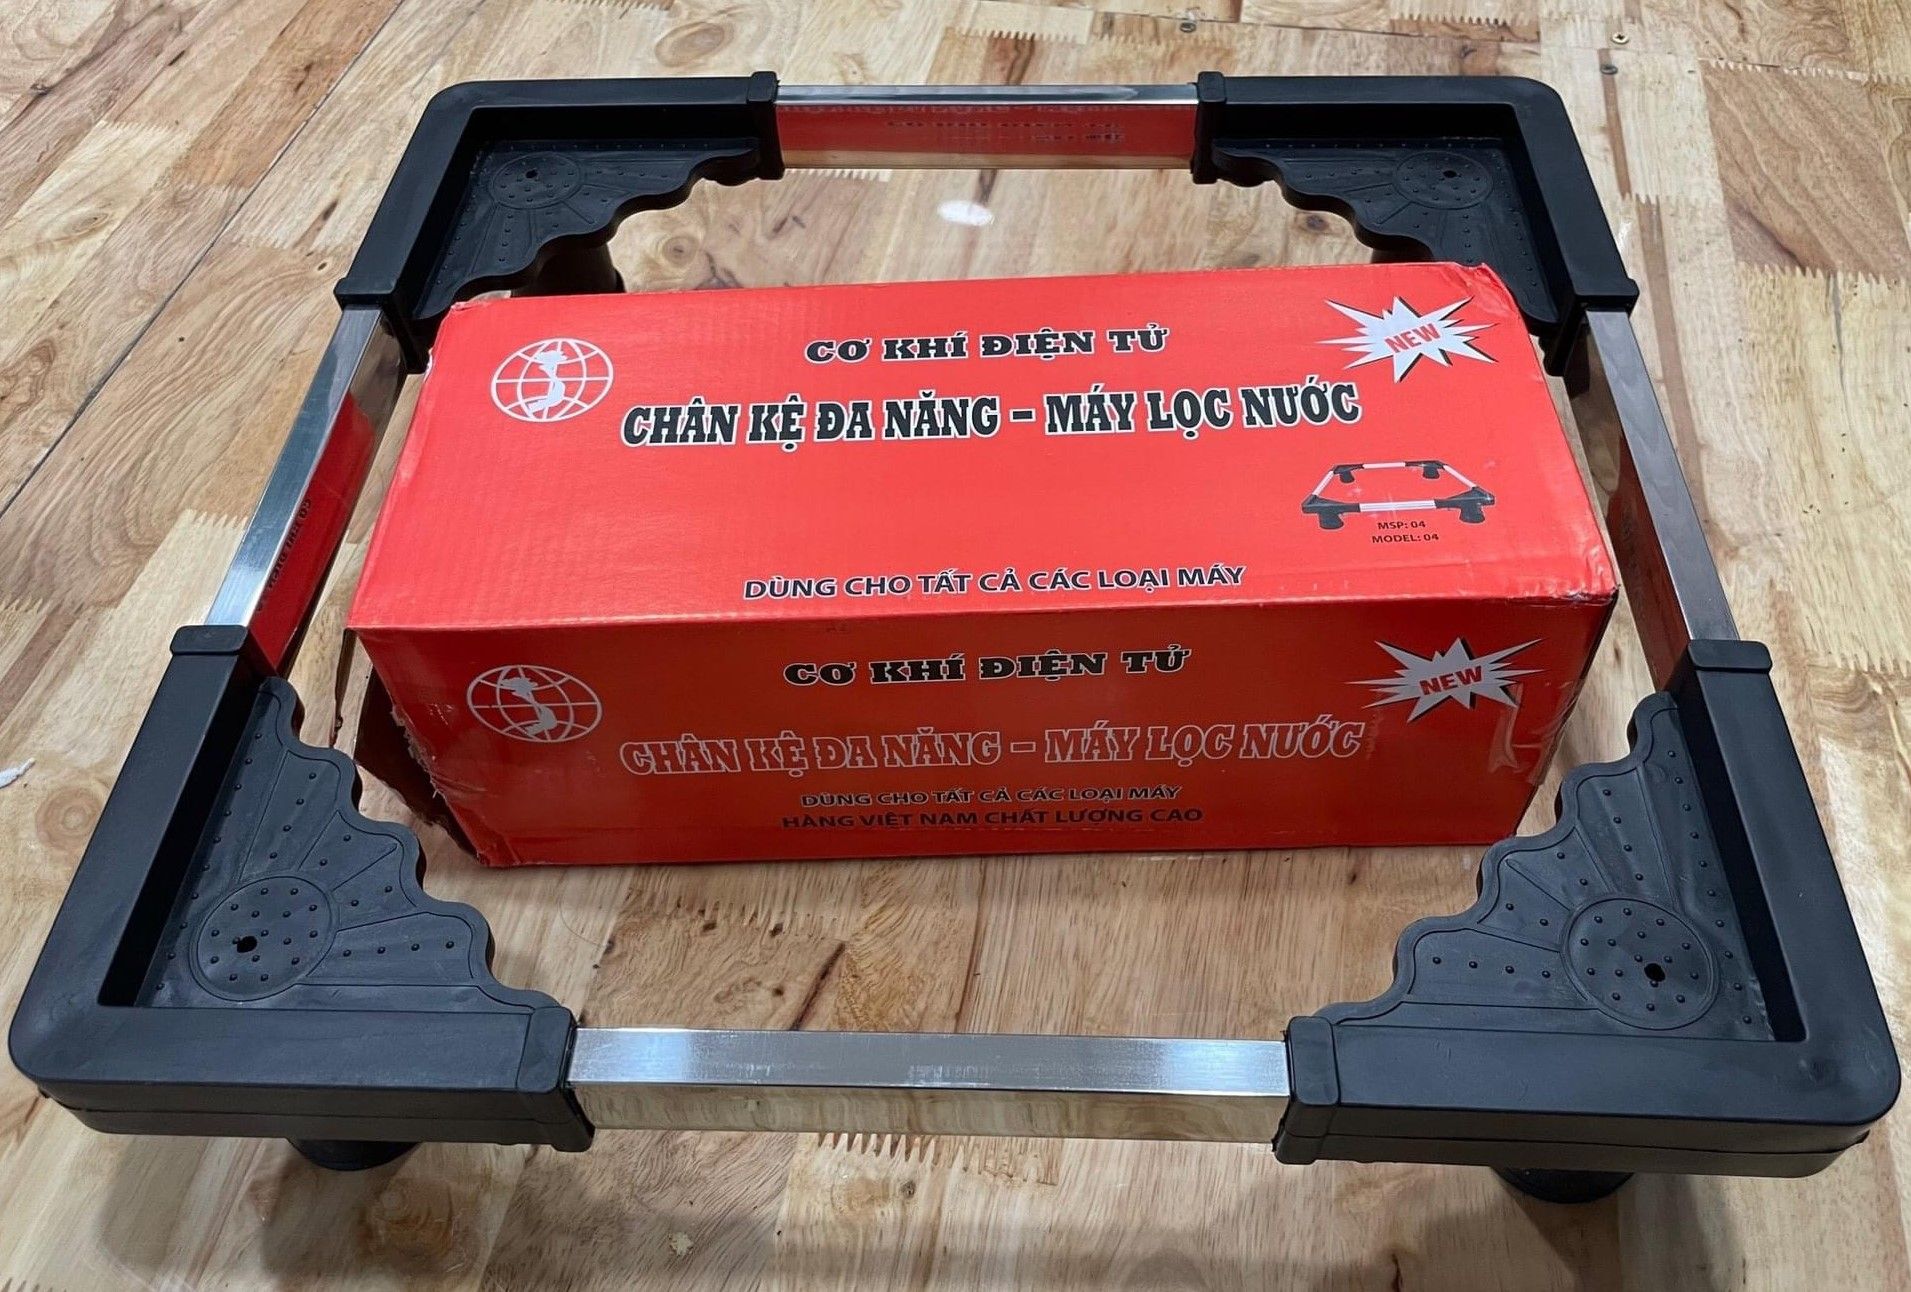 CƠ KHÍ ĐIỆN TỬ
NEW
CHÂN KỆ ĐA NĂNG – MÁY LỌC NƯỚC
MSP: 04
MODEL: 04
DÙNG CHO TẤT CẢ CÁC LOẠI MÁY
CƠ KHÍ ĐIỆN TỬ
NEW
CHÂN KỆ ĐA NĂNG – MÁY LỌC NƯỚC
DÙNG CHO TẤT CẢ CÁC LOẠI MÁY
HÀNG VIỆT NAM CHẤT LƯỢNG CAO